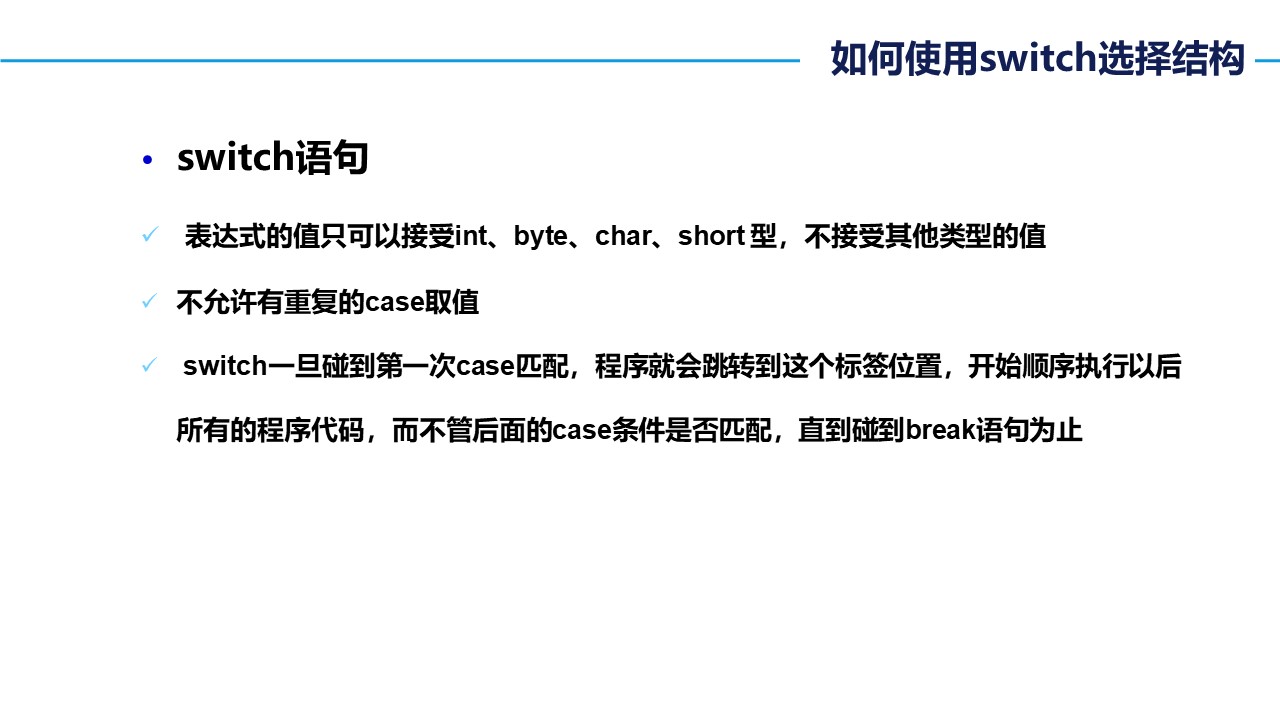 如何使用switch选择结构
switch语句
表达式的值只可以接受int、byte、char、short型，不接受其他类型的值
不允许有重复的case取值
switch一旦碰到第一次case匹配，程序就会跳转到这个标签位置，开始顺序执行以后
所有的程序代码，而不管后面的case条件是否匹配，直到碰到break语句为止